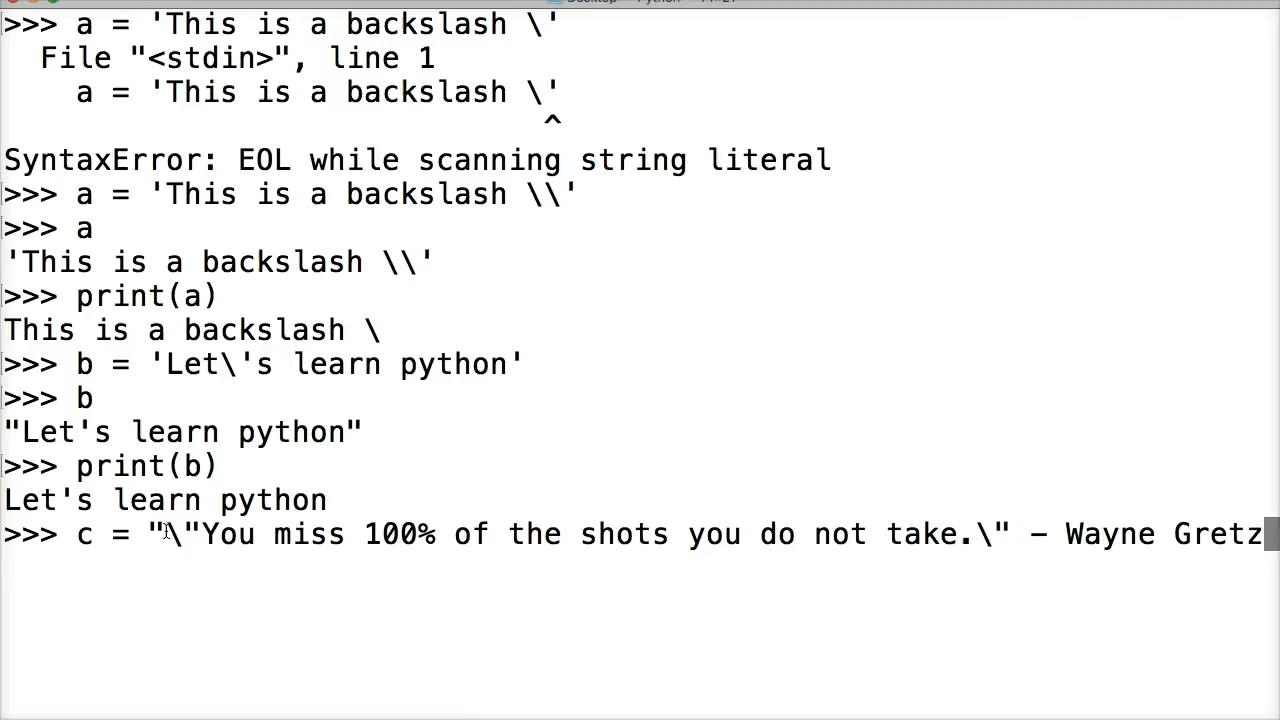 >>> a = 'This is a backslash \'
  File "<stdin>", line 1
    a = 'This is a backslash \'
                              ^
SyntaxError: EOL while scanning string literal
>>> a = 'This is a backslash \\'
>>> a
'This is a backslash \\'
>>> print(a)
This is a backslash \
>>> b = 'Let\'s learn python'
>>> b
"Let's learn python"
>>> print(b)
Let's learn python
>>> c = "\"You miss 100% of the shots you do not take.\" - Wayne Gretz